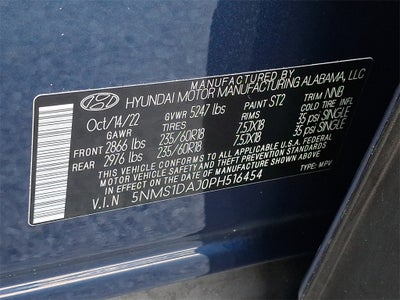 MANUFACTURED BY
HYUNDAI MOTOR MANUFACTURING ALABAMA, LLC
Oct/14/22 GVWR 5247 lbs PAINT ST2 TRIM NNB
GAWR TIRES RIMS COLD TIRE INFL
FRONT 2866 lbs 235/60R18 7.5JX18 35 psi SINGLE
REAR 2976 lbs 235/60R18 7.5JX18 35 psi SINGLE
THIS VEHICLE CONFORMS TO ALL APPLICABLE U.S.A. FEDERAL
MOTOR VEHICLE SAFETY STANDARDS IN EFFECT ON
THE DATE OF MANUFACTURE SHOWN ABOVE.
V.I.N 5NMS1DAJ0PH516454 TYPE: MPV